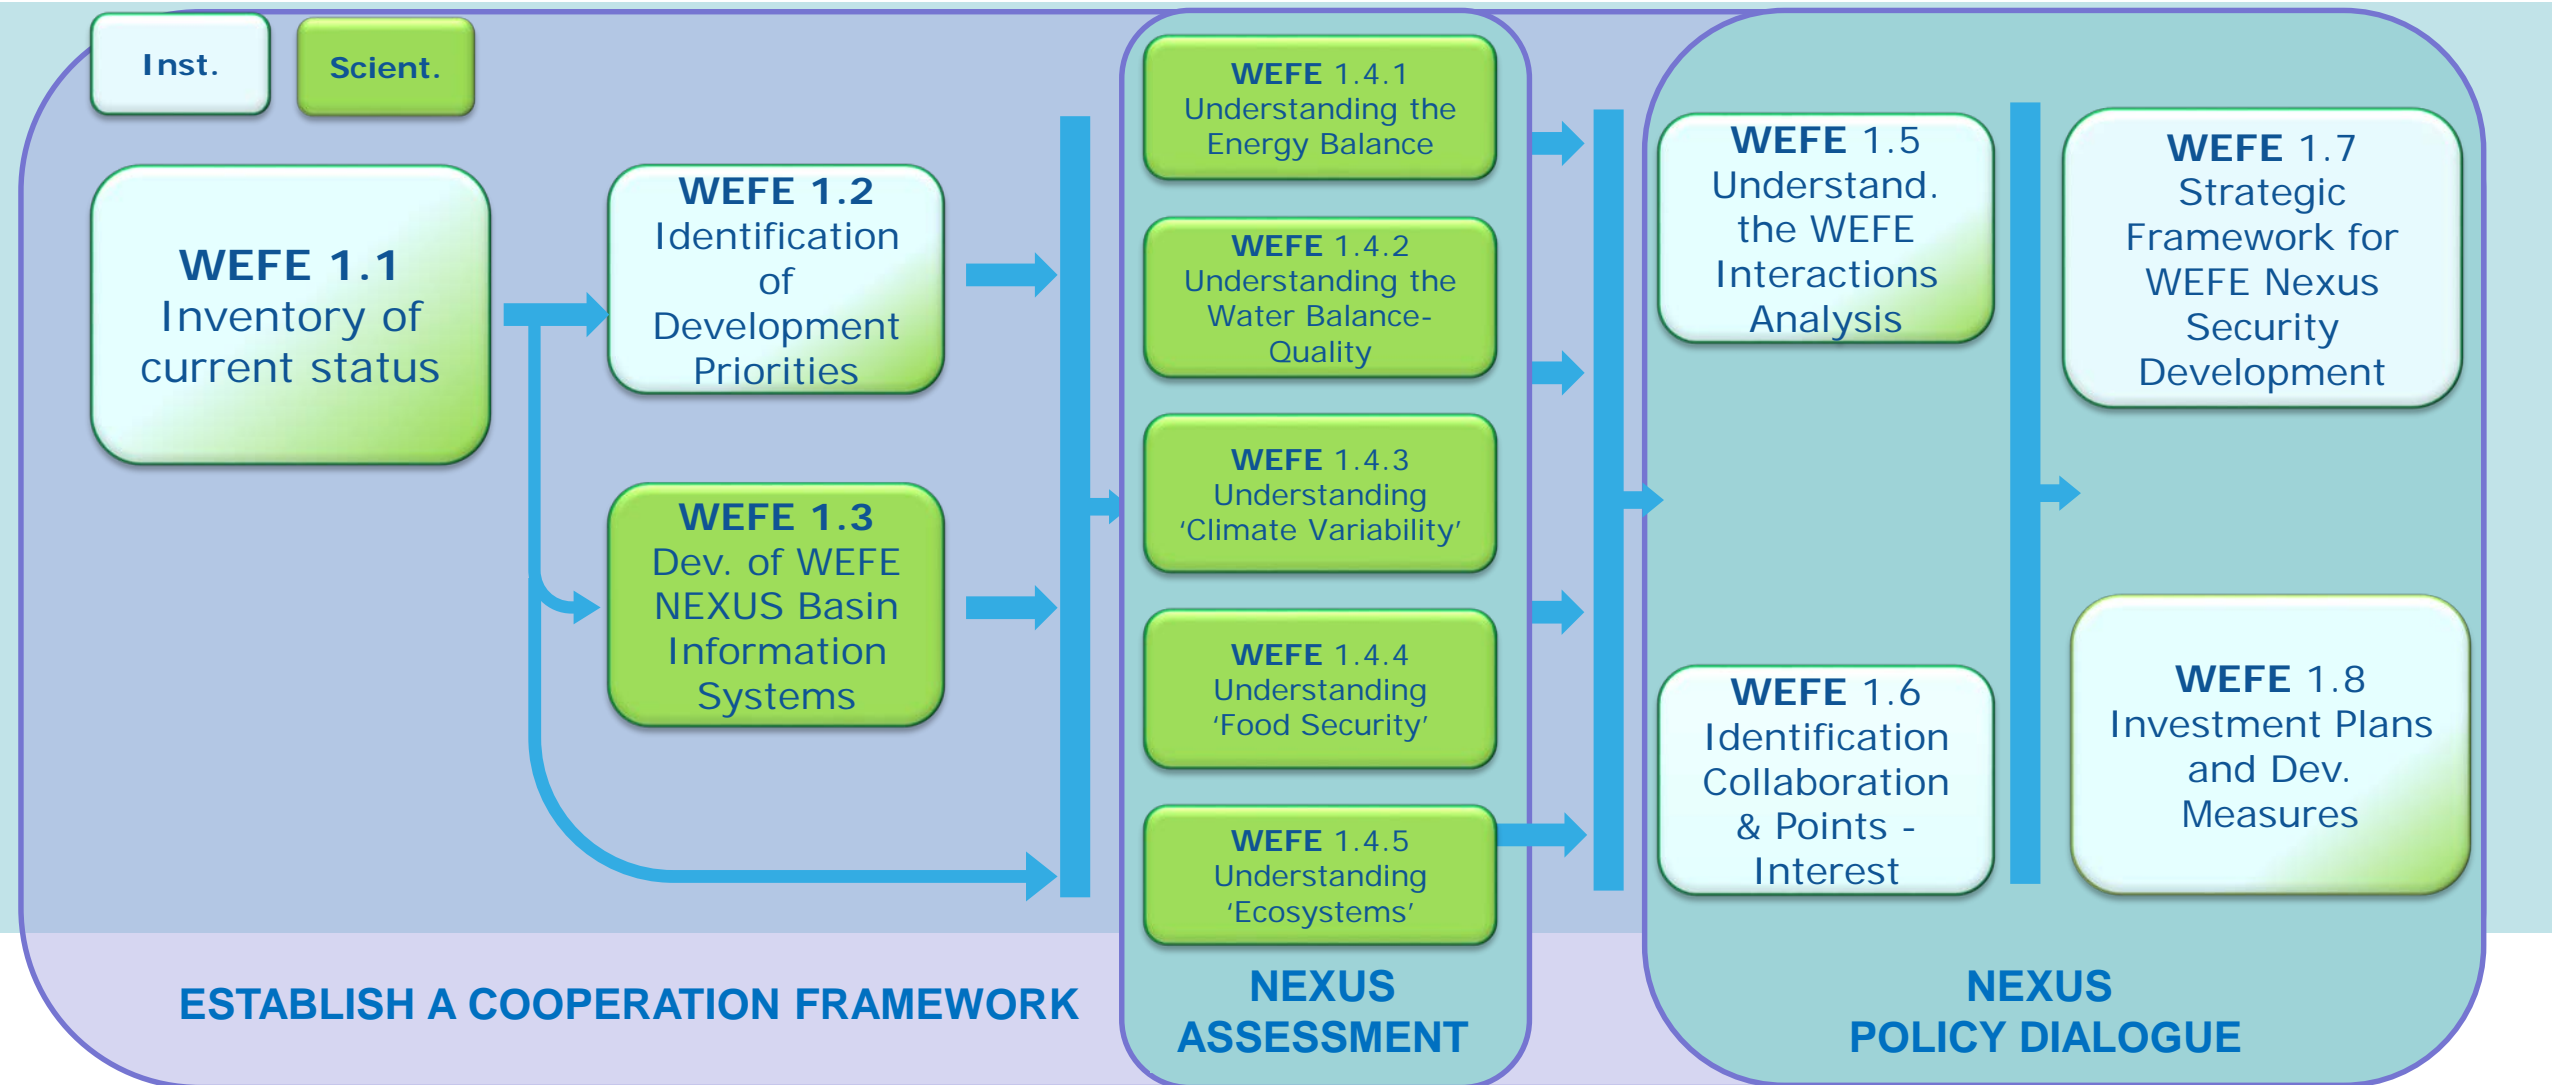 Inst.
Scient.
WEFE 1.1
Inventory of
current status
WEFE 1.2
Identification
of
Development
Priorities
WEFE 1.3
Dev. of WEFE
NEXUS Basin
Information
Systems
WEFE 1.4.1
Understanding the
Energy Balance
WEFE 1.4.2
Understanding the
Water Balance-
Quality
WEFE 1.4.3
Understanding
‘Climate Variability’
WEFE 1.4.4
Understanding
‘Food Security’
WEFE 1.4.5
Understanding
‘Ecosystems’
WEFE 1.5
Understand.
the WEFE
Interactions
Analysis
WEFE 1.6
Identification
Collaboration
& Points -
Interest
WEFE 1.7
Strategic
Framework for
WEFE Nexus
Security
Development
WEFE 1.8
Investment Plans
and Dev.
Measures
ESTABLISH A COOPERATION FRAMEWORK
NEXUS
ASSESSMENT
NEXUS
POLICY DIALOGUE